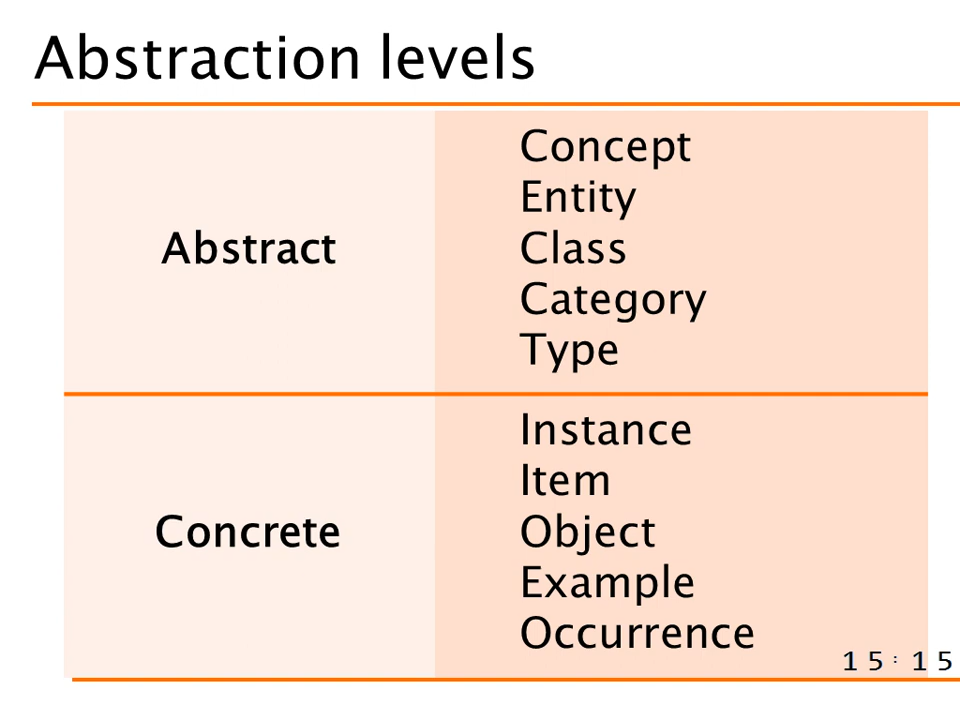 Abstraction levels
Abstract
Concept
Entity
Class
Category
Type
Concrete
Instance
Item
Object
Example
Occurrence
15:15